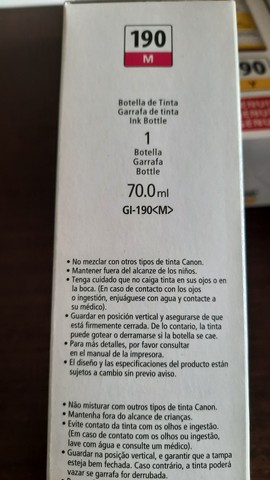 190
M
90
Y
Botella de Tinta
Garrafa de tinta
Ink Bottle
1
Botella
Garrafa
Bottle
70.0 ml
GI-190<M>
• No mezclar con otros tipos de tinta Canon.
• Mantener fuera del alcance de los niños.
• Tenga cuidado que no caiga tinta en sus ojos o en
la boca. (En caso de contacto con los ojos
o ingestión, enjuáguese con agua y contacte a
su médico).
• Guardar en posición vertical y asegurarse de que
está firmemente cerrada. De lo contario, la tinta
puede gotear o derramarse si la botella se cae.
• Para más detalles, por favor consultar
en el manual de la impresora.
• El diseño y las especificaciones del producto están
sujetos a cambio sin previo aviso.
• Não misturar com outros tipos de tinta Canon.
• Mantenha fora do alcance de crianças.
• Evite contato da tinta com os olhos e ingestão.
(Em caso de contato com os olhos ou ingestão,
lave com água e consulte um médico).
• Guardar na posição vertical, e garantir que a tampa
esteja bem fechada. Caso contrário, a tinta poderá
vazar se garrafa for derrubada.